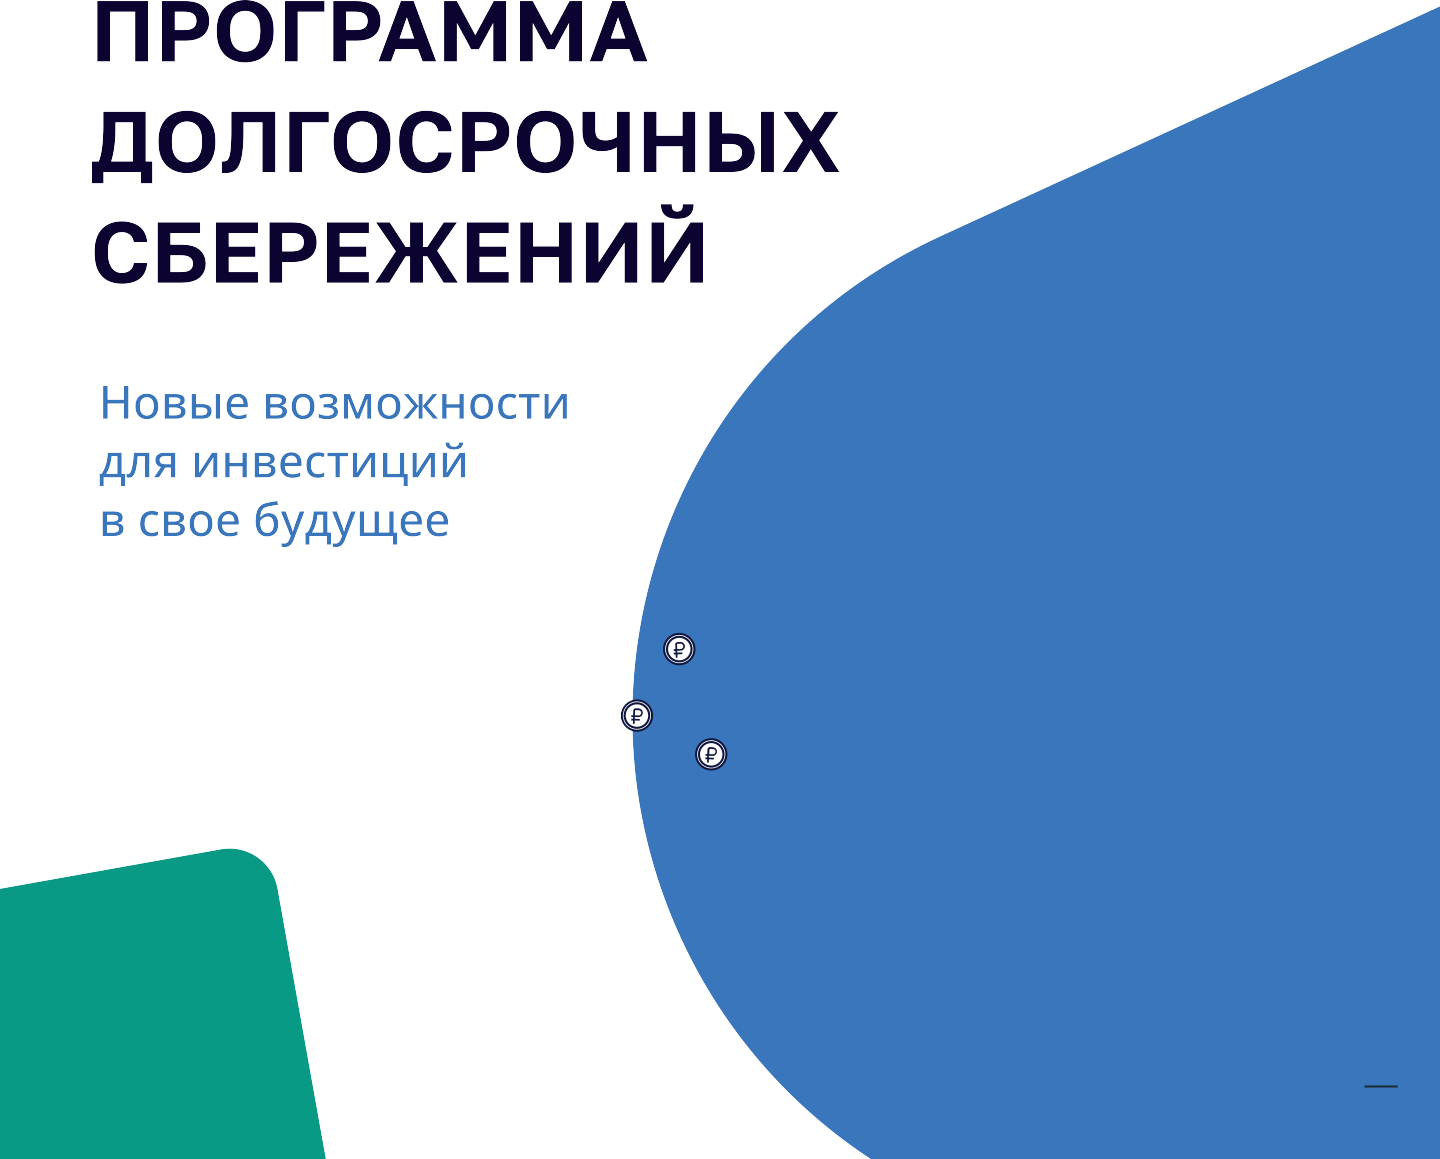 ПРОГРАММА
ДОЛГОСРОЧНЫХ
СБЕРЕЖЕНИЙ
Новые возможности
для инвестиций
в свое будущее
₽
₽
₽